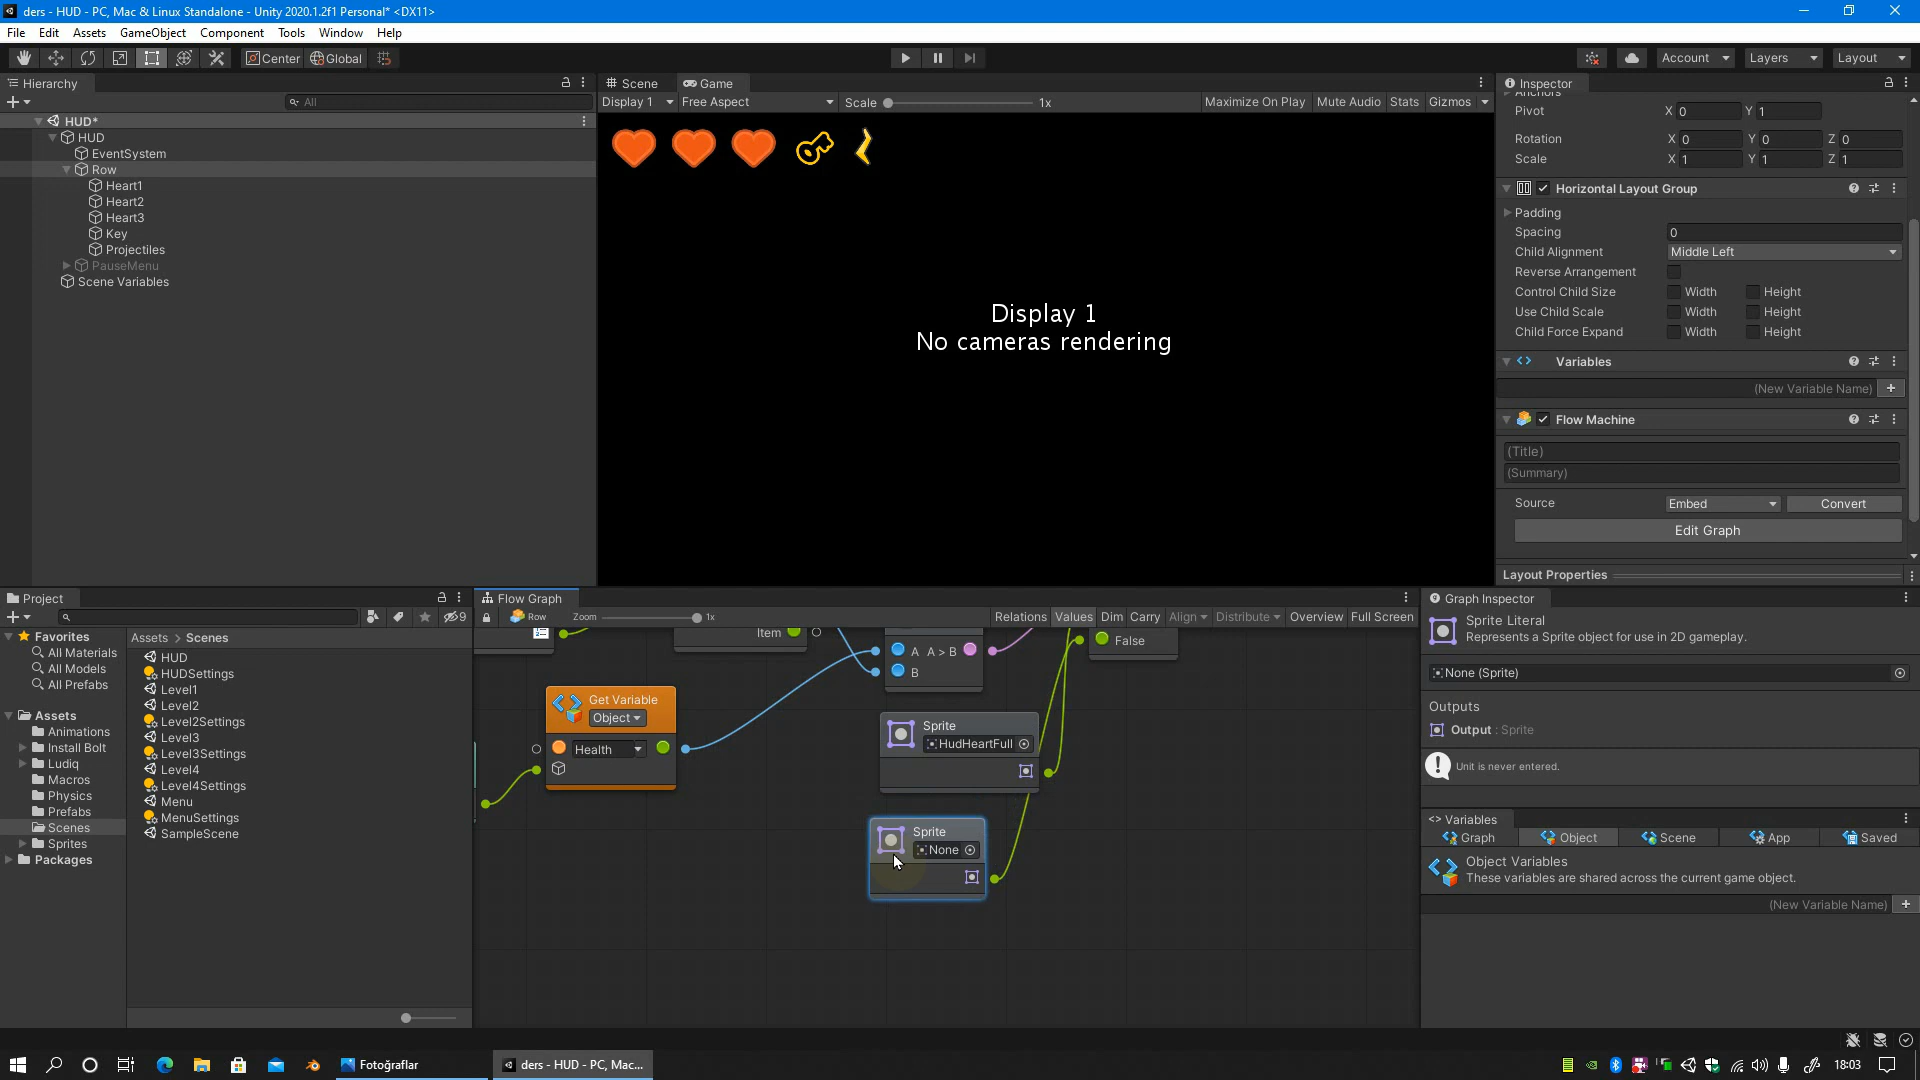 ders - HUD - PC, Mac & Linux Standalone - Unity 2020.1.2f1 Personal* <DX11>
File Edit Assets GameObject Component Tools Window Help
Center Global Account Layers Layout
Hierarchy
All
HUD*
HUD
EventSystem
Row
Heart1
Heart2
Heart3
Key
Projectiles
PauseMenu
Scene Variables
Scene Game
Display 1 Free Aspect Scale 1x Maximize On Play Mute Audio Stats Gizmos
Display 1
No cameras rendering
Inspector
Anchors
Pivot X 0 Y 1
Rotation X 0 Y 0 Z 0
Scale X 1 Y 1 Z 1
Horizontal Layout Group
Padding
Spacing 0
Child Alignment Middle Left
Reverse Arrangement
Control Child Size Width Height
Use Child Scale Width Height
Child Force Expand Width Height
Variables
(New Variable Name)
Flow Machine
(Title)
(Summary)
Source Embed Convert
Edit Graph
Layout Properties
Project
9
Favorites
All Materials
All Models
All Prefabs
Assets
Animations
Install Bolt
Ludiq
Macros
Physics
Prefabs
Scenes
Sprites
Packages
Assets > Scenes
HUD
HUDSettings
Level1
Level2
Level2Settings
Level3
Level3Settings
Level4
Level4Settings
Menu
MenuSettings
SampleScene
Flow Graph
Row Zoom 1x Relations Values Dim Carry Align Distribute Overview Full Screen
Item
A A > B
B
False
Get Variable
Object
Health
Sprite
HudHeartFull
Sprite
None
Graph Inspector
Sprite Literal
Represents a Sprite object for use in 2D gameplay.
None (Sprite)
Outputs
Output : Sprite
Unit is never entered.
Variables
Graph Object Scene App Saved
Object Variables
These variables are shared across the current game object.
(New Variable Name)
Fotoğraflar
ders - HUD - PC, Mac...
18:03